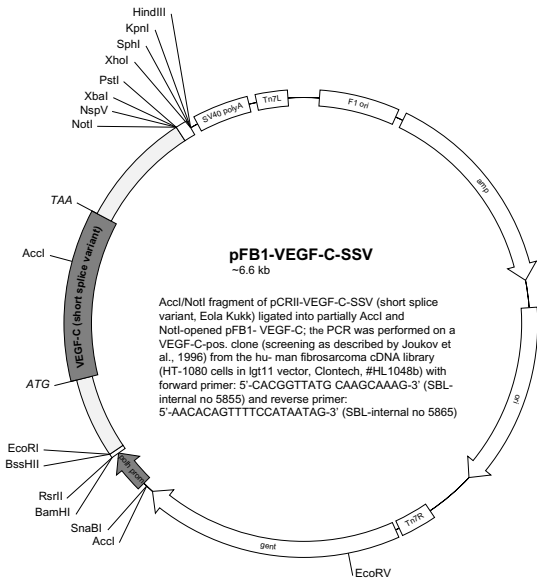 HindIII
KpnI
SphI
XhoI
PstI
XbaI
NspV
NotI
SV40 polyA
Tn7L
F1 ori
amp
TAA
AccI
VEGF-C (short splice variant)
ATG
pFB1-VEGF-C-SSV
~6.6 kb
AccI/NotI fragment of pCRII-VEGF-C-SSV (short splice
variant, Eola Kukk) ligated into partially AccI and
NotI-opened pFB1- VEGF-C; the PCR was performed on a
VEGF-C-pos. clone (screening as described by Joukov et
al., 1996) from the hu- man fibrosarcoma cDNA library
(HT-1080 cells in lgt11 vector, Clontech, #HL1048b) with
forward primer: 5'-CACGGTTATG CAAGCAAAG-3' (SBL-
internal no 5855) and reverse primer:
5'-AACACAGTTTTCCATAATAG-3' (SBL-internal no 5865)
ori
EcoRI
BssHII
polh prom
RsrII
BamHI
SnaBI
AccI
gent
Tn7R
EcoRV